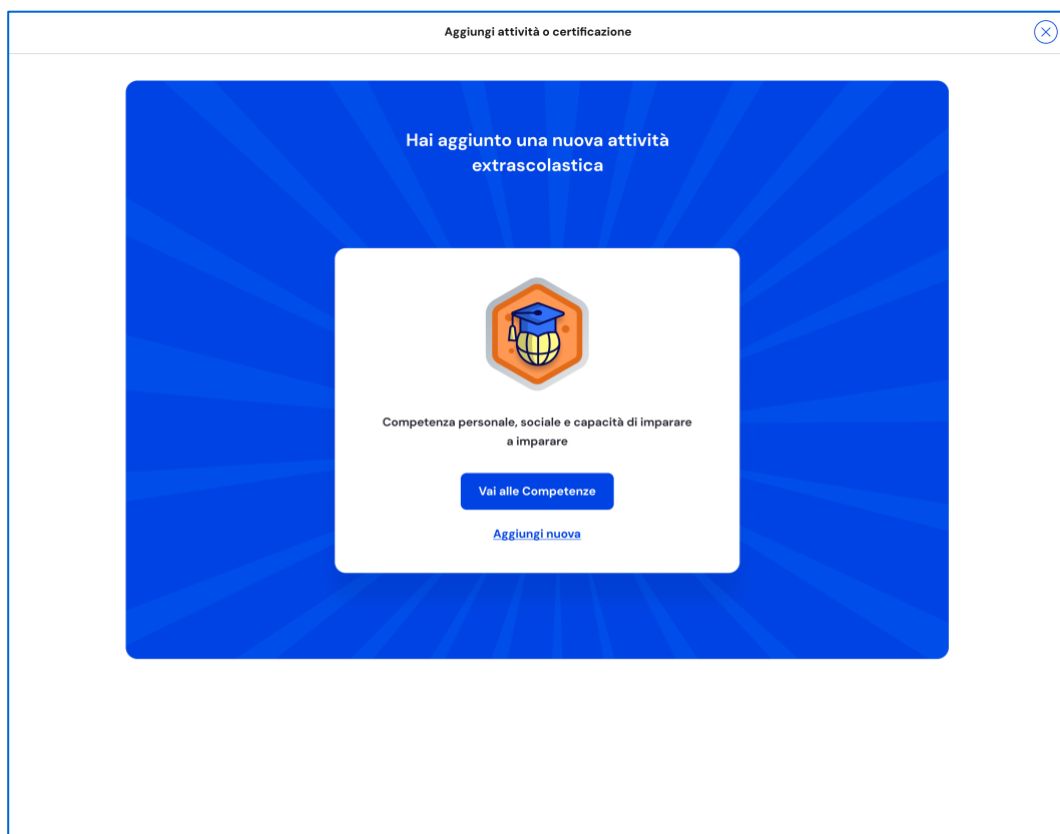 Aggiungi attività o certificazione
Hai aggiunto una nuova attività
extrascolastica
Competenza personale, sociale e capacità di imparare
a imparare
Vai alle Competenze
Aggiungi nuova